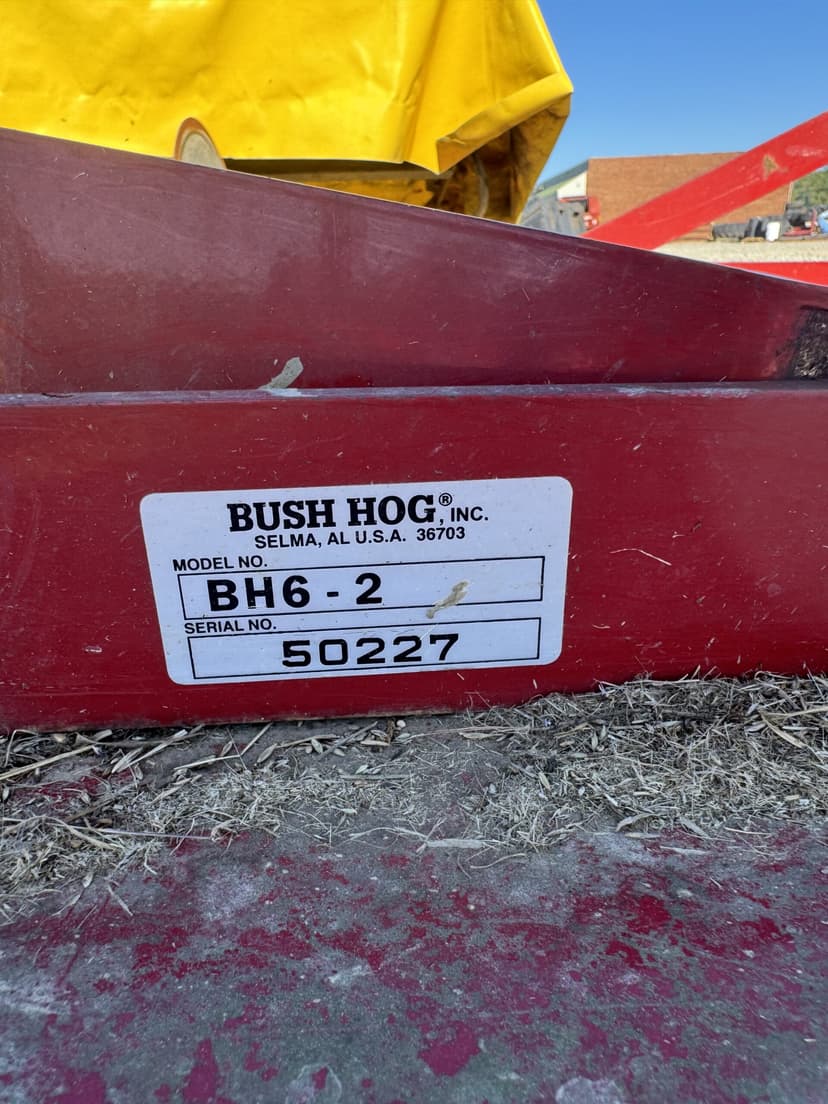 BUSH HOG®, INC.
SELMA, AL U.S.A. 36703
MODEL NO.
BH6-2
SERIAL NO.
50227